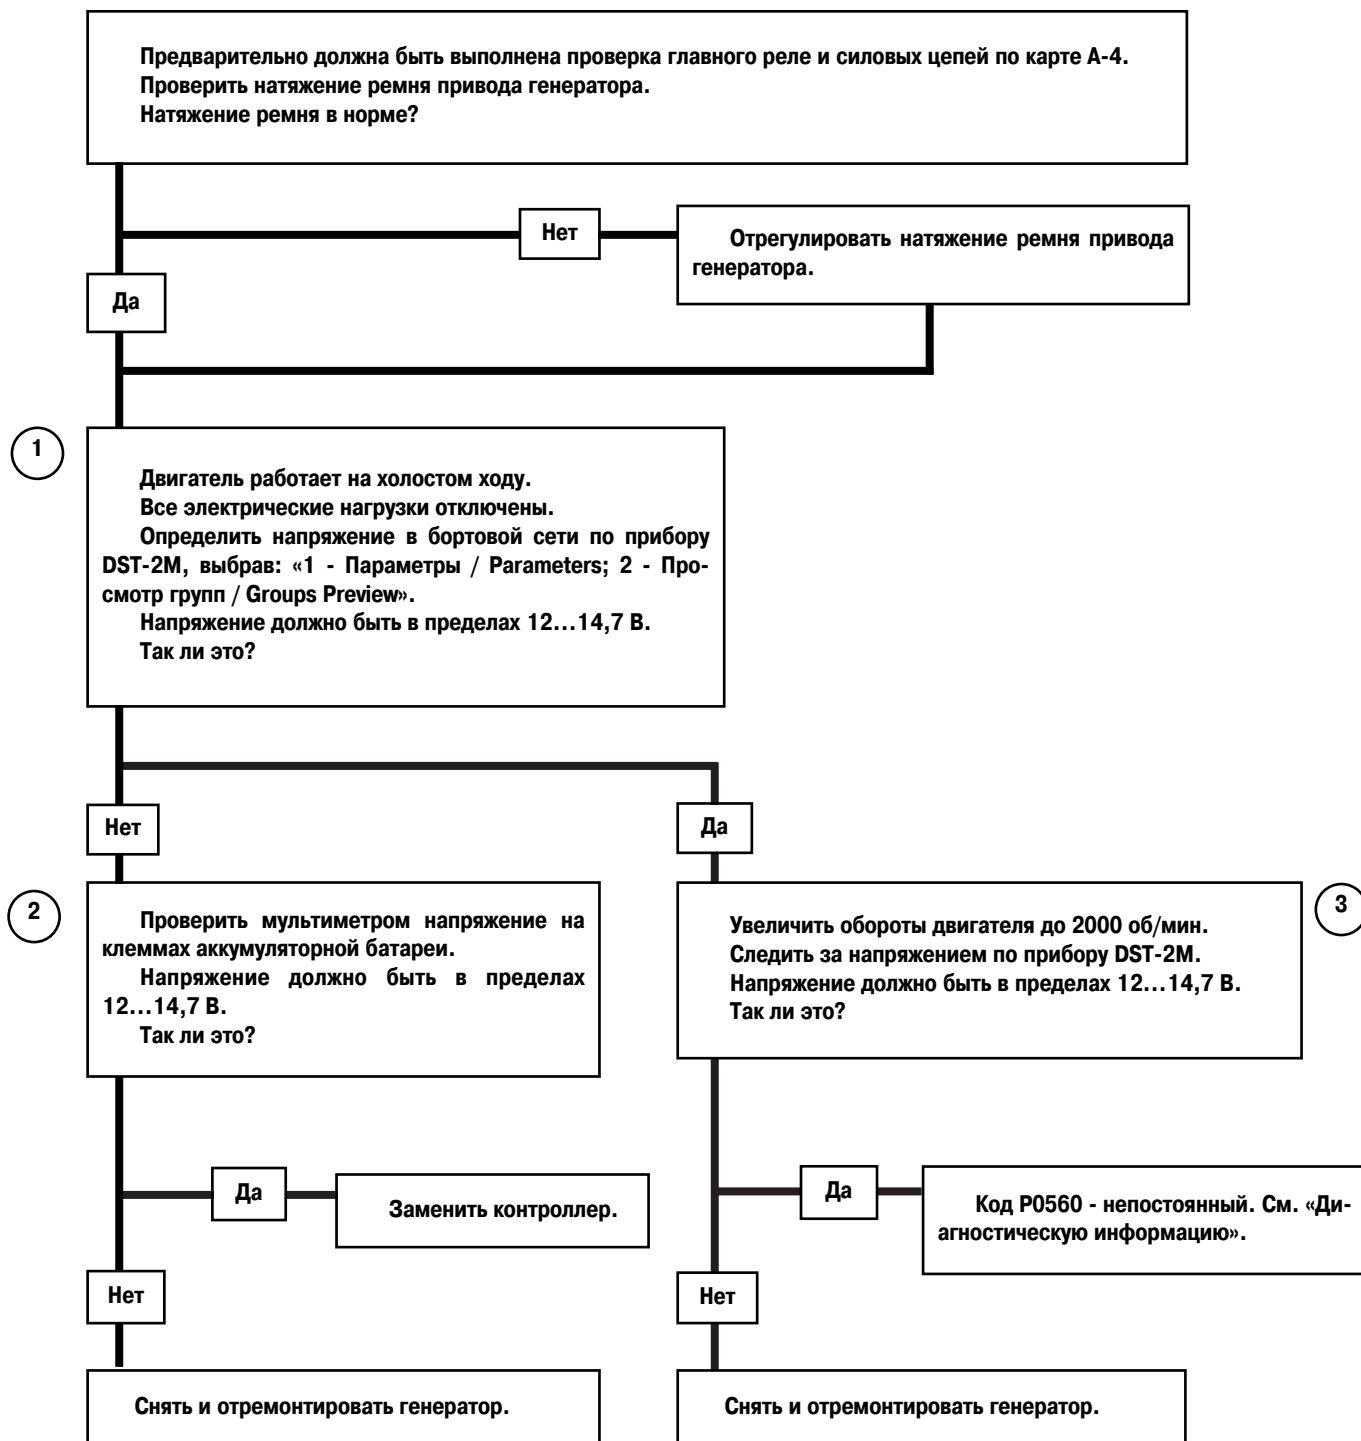 Предварительно должна быть выполнена проверка главного реле и силовых цепей по карте А-4.
Проверить натяжение ремня привода генератора.
Натяжение ремня в норме?
Нет
Отрегулировать натяжение ремня привода
генератора.
Да
1
Двигатель работает на холостом ходу.
Все электрические нагрузки отключены.
Определить напряжение в бортовой сети по прибору
DST-2М, выбрав: «1 - Параметры / Parameters; 2 - Про-
смотр групп / Groups Preview».
Напряжение должно быть в пределах 12...14,7 В.
Так ли это?
Нет
Да
2
Проверить мультиметром напряжение на
клеммах аккумуляторной батареи.
Напряжение должно быть в пределах
12...14,7 В.
Так ли это?
3
Увеличить обороты двигателя до 2000 об/мин.
Следить за напряжением по прибору DST-2М.
Напряжение должно быть в пределах 12...14,7 В.
Так ли это?
Да
Заменить контроллер.
Да
Код Р0560 - непостоянный. См. «Ди-
агностическую информацию».
Нет
Нет
Снять и отремонтировать генератор.
Снять и отремонтировать генератор.